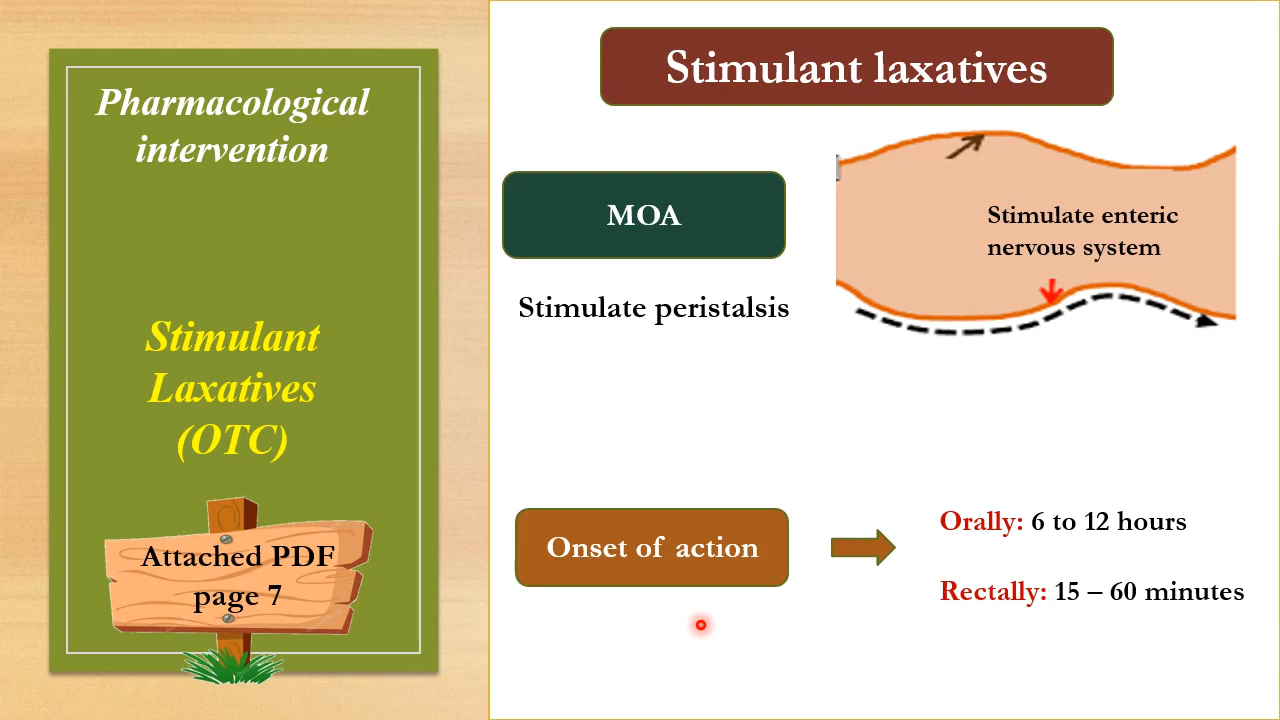 Pharmacological
intervention
Stimulant
Laxatives
(OTC)
Attached PDF
page 7
Stimulant laxatives
MOA
Stimulate peristalsis
Stimulate enteric
nervous system
Onset of action
Orally: 6 to 12 hours
Rectally: 15 – 60 minutes